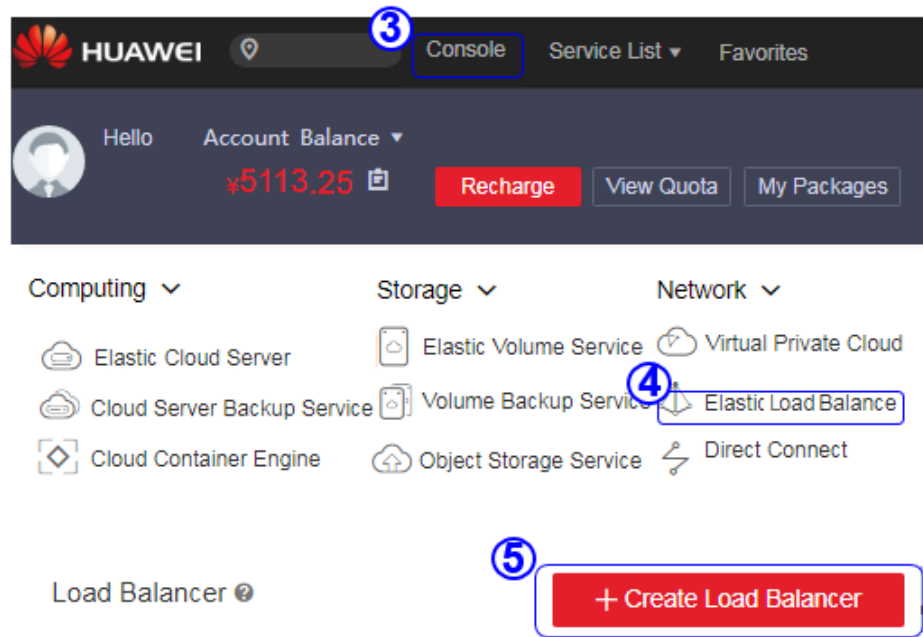 ③
HUAWEI Console Service List Favorites
Hello Account Balance
¥5113.25 Recharge View Quota My Packages
Computing Storage Network
Elastic Cloud Server Elastic Volume Service Virtual Private Cloud
④
Cloud Server Backup Service Volume Backup Service Elastic Load Balance
Cloud Container Engine Object Storage Service Direct Connect
⑤
Load Balancer ? + Create Load Balancer